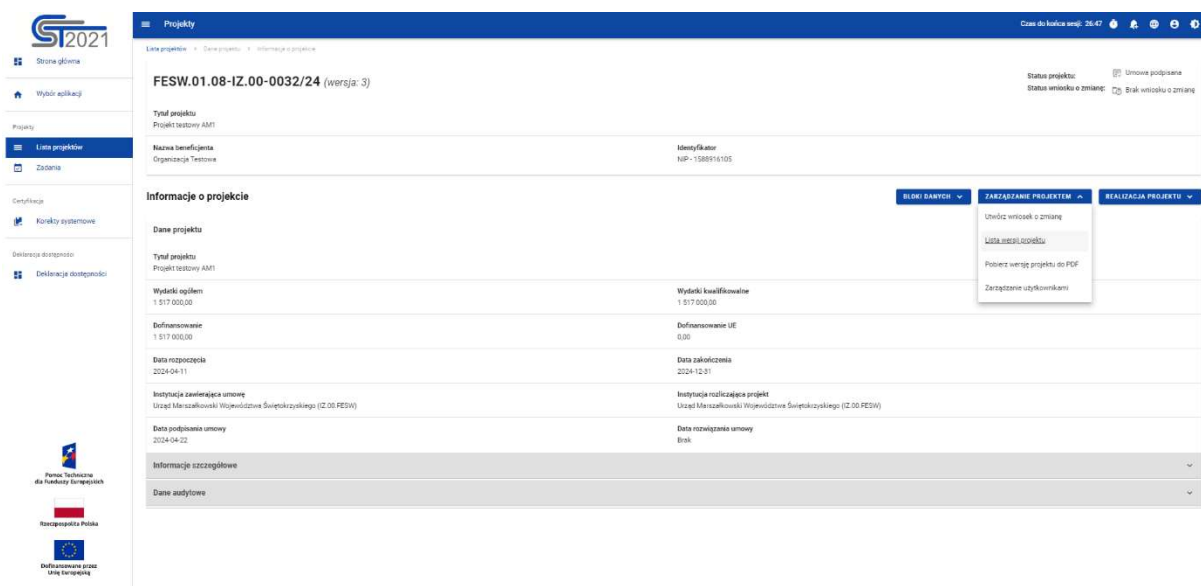 CST2021
Projekty
Czas do końca sesji: 26:47
Strona główna
Wybór aplikacji
Projekty
Lista projektów
Zadania
Certyfikacja
Korekty systemowe
Deklaracja dostępności
Deklaracja dostępności
Pomoc Techniczna
dla Funduszy Europejskich
Rzeczpospolita Polska
Dofinansowane przez
Unię Europejską
Lista projektów > Dane projektu > Informacje o projekcie
FESW.01.08-IZ.00-0032/24 (wersja: 3)
Status projektu: Umowa podpisana
Status wniosku o zmianę: Brak wniosku o zmianę
Tytuł projektu
Projekt testowy AM1
Nazwa beneficjenta Identyfikator
Organizacja Testowa NIP - 1588916105
Informacje o projekcie
BLOKI DANYCH ZARZĄDZANIE PROJEKTEM REALIZACJA PROJEKTU
Utwórz wniosek o zmianę
Lista wersji projektu
Pobierz wersję projektu do PDF
Zarządzanie użytkownikami
Dane projektu
Tytuł projektu
Projekt testowy AM1
Wydatki ogółem Wydatki kwalifikowalne
1 517 000,00 1 517 000,00
Dofinansowanie Dofinansowanie UE
1 517 000,00 0,00
Data rozpoczęcia Data zakończenia
2024-04-11 2024-12-31
Instytucja zawierająca umowę Instytucja rozliczająca projekt
Urząd Marszałkowski Województwa Świętokrzyskiego (IZ.00.FESW) Urząd Marszałkowski Województwa Świętokrzyskiego (IZ.00.FESW)
Data podpisania umowy Data rozwiązania umowy
2024-04-22 Brak
Informacje szczegółowe
Dane audytowe